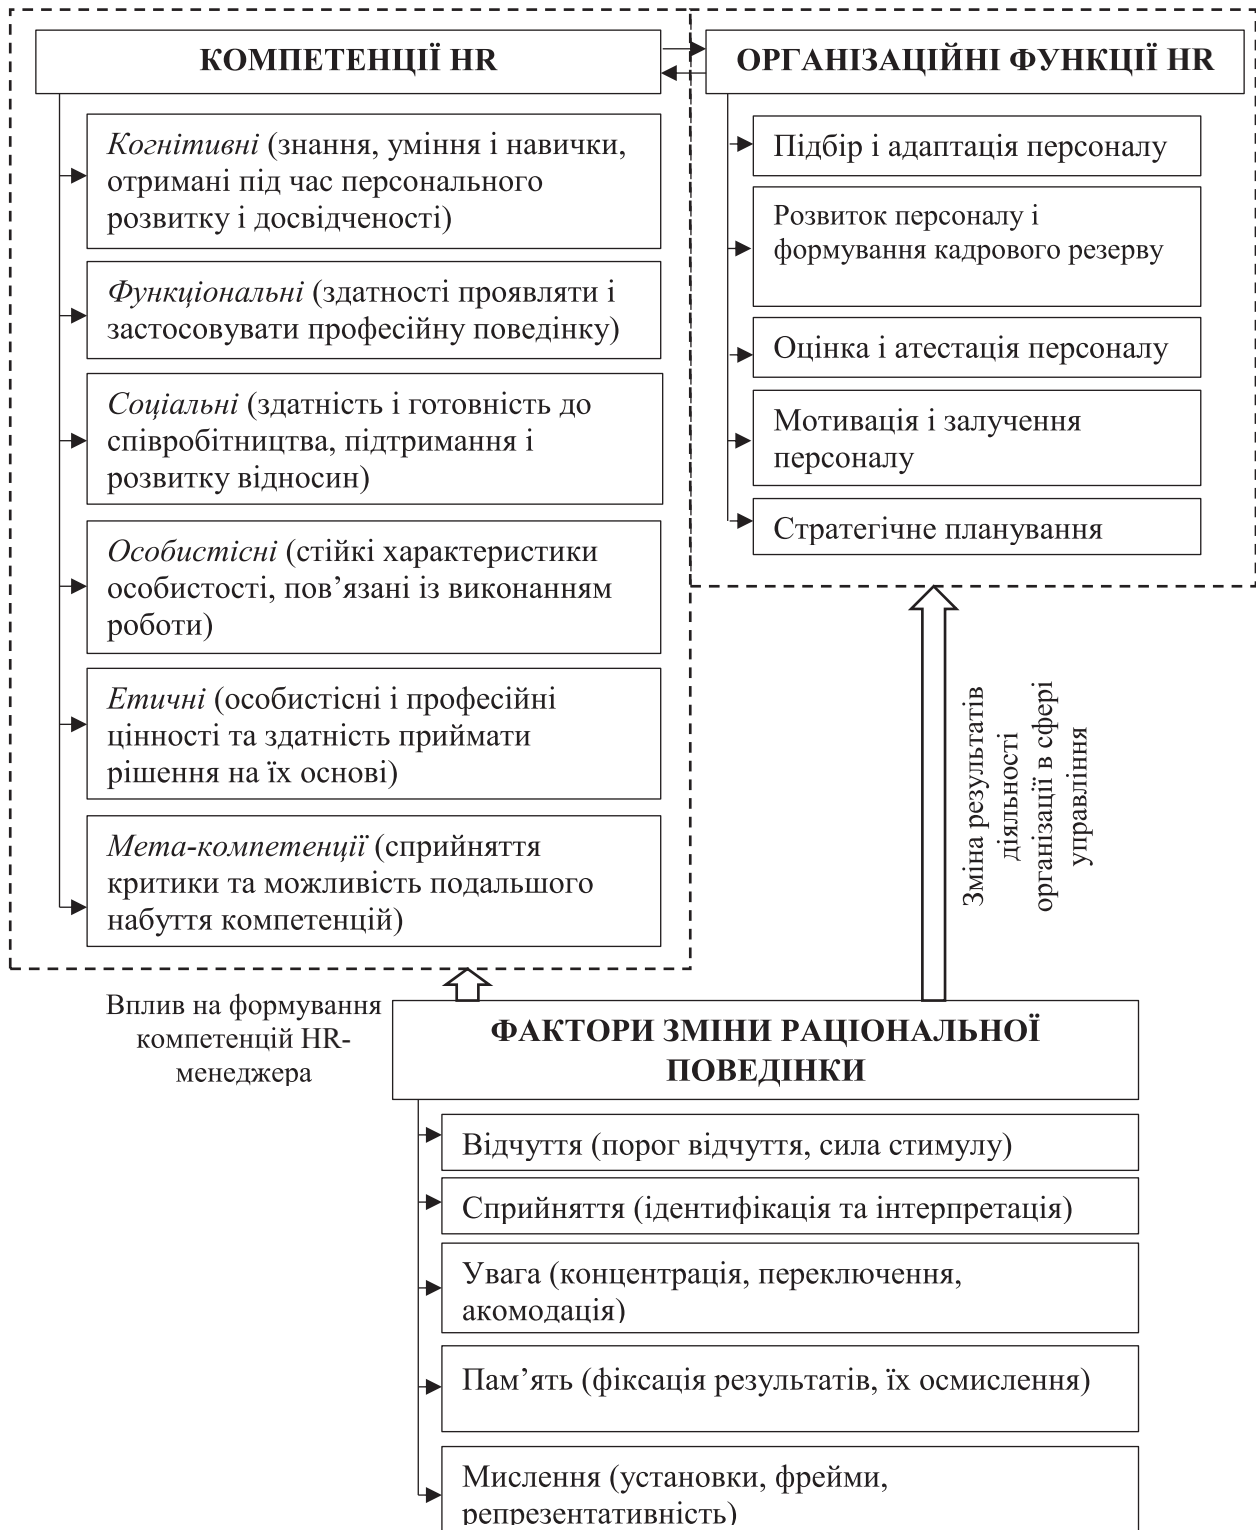 КОМПЕТЕНЦІЇ HR
Когнітивні (знання, уміння і навички,
отримані під час персонального
розвитку і досвідченості)
Функціональні (здатності проявляти і
застосовувати професійну поведінку)
Соціальні (здатність і готовність до
співробітництва, підтримання і
розвитку відносин)
Особистісні (стійкі характеристики
особистості, пов’язані із виконанням
роботи)
Етичні (особистісні і професійні
цінності та здатність приймати
рішення на їх основі)
Мета-компетенції (сприйняття
критики та можливість подальшого
набуття компетенцій)
ОРГАНІЗАЦІЙНІ ФУНКЦІЇ HR
Підбір і адаптація персоналу
Розвиток персоналу і
формування кадрового резерву
Оцінка і атестація персоналу
Мотивація і залучення
персоналу
Стратегічне планування
Зміна результатів
діяльності
організації в сфері
управління
Вплив на формування
компетенцій HR-
менеджера
ФАКТОРИ ЗМІНИ РАЦІОНАЛЬНОЇ
ПОВЕДІНКИ
Відчуття (порог відчуття, сила стимулу)
Сприйняття (ідентифікація та інтерпретація)
Увага (концентрація, переключення,
акомодація)
Пам’ять (фіксація результатів, їх осмислення)
Мислення (установки, фрейми,
репрезентативність)